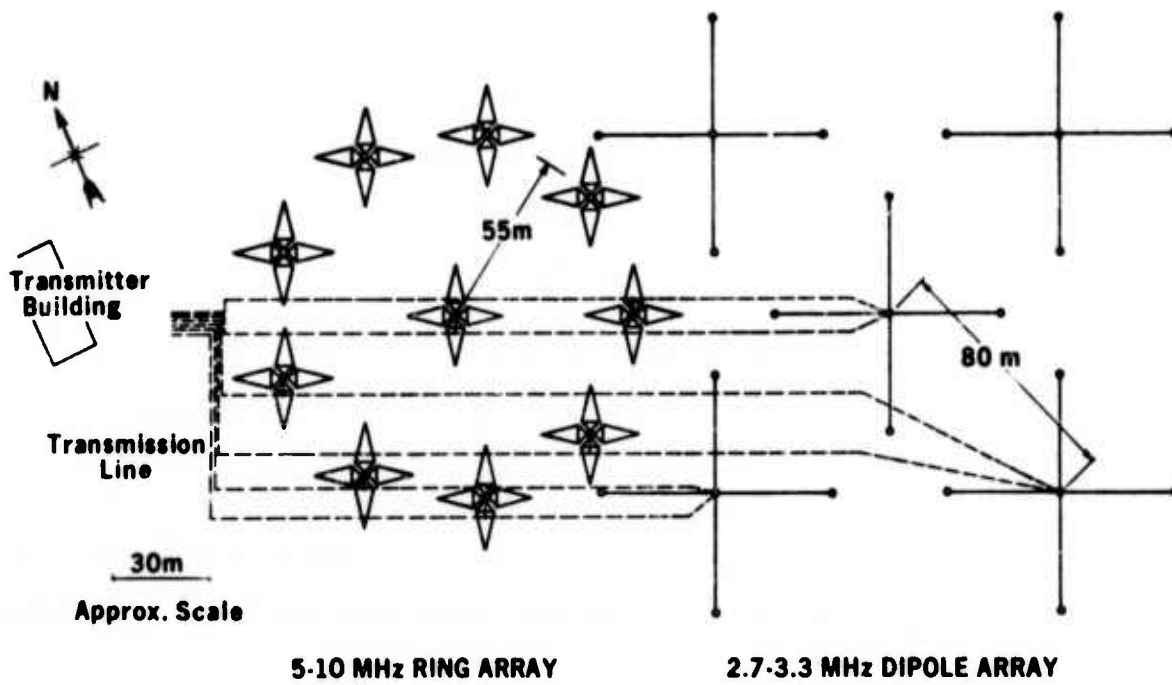 N
55m
Transmitter
Building
80 m
Transmission
Line
30m
Approx. Scale
5-10 MHz RING ARRAY
2.7-3.3 MHz DIPOLE ARRAY